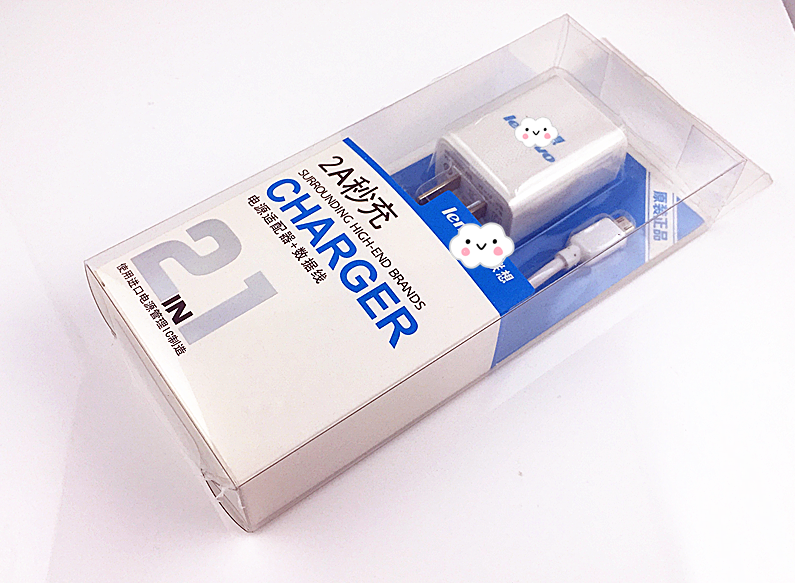 2A秒充
SURROUNDING HIGH-END BRANDS
CHARGER
电源适配器+数据线
2 IN 1
使用进口电源管理IC制造
原装正品